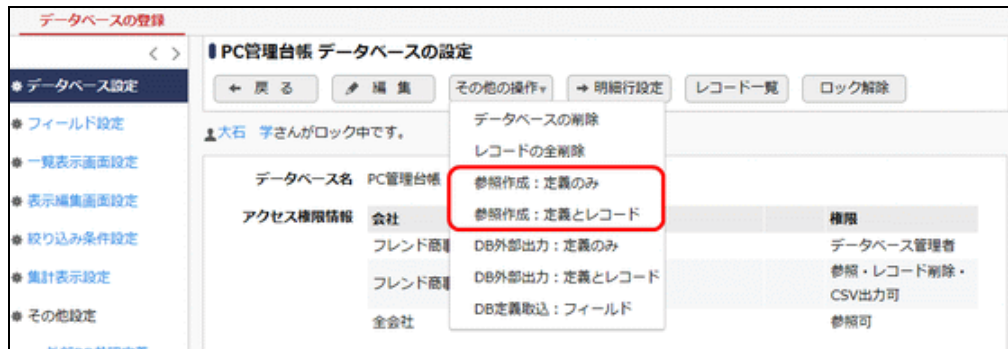 データベースの登録
< >
PC管理台帳 データベースの設定
データベース設定
← 戻 る
編 集
その他の操作▾
→ 明細行設定
レコード一覧
ロック解除
フィールド設定
大石 学さんがロック中です。
データベースの削除
レコードの全削除
一覧表示画面設定
データベース名 PC管理台帳
参照作成：定義のみ
表示編集画面設定
アクセス権限情報 会社
参照作成：定義とレコード
権限
絞り込み条件設定
フレンド商
DB外部出力：定義のみ
データベース管理者
集計表示設定
フレンド商
DB外部出力：定義とレコード
参照・レコード削除・
CSV出力可
その他設定
全会社
DB定義取込：フィールド
参照可